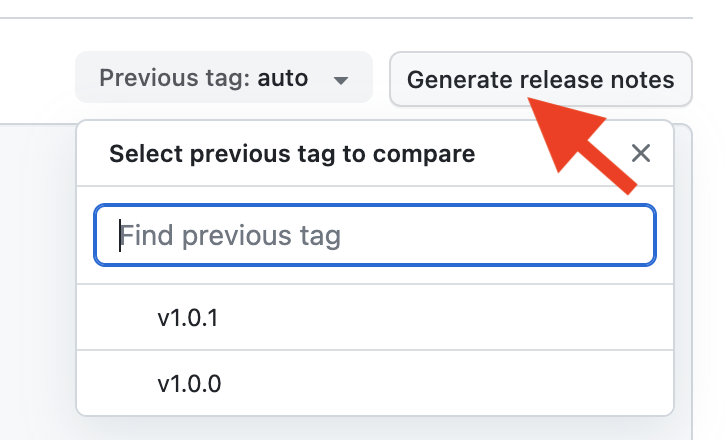 Previous tag: auto
Generate release notes
Select previous tag to compare
Find previous tag
v1.0.1
v1.0.0